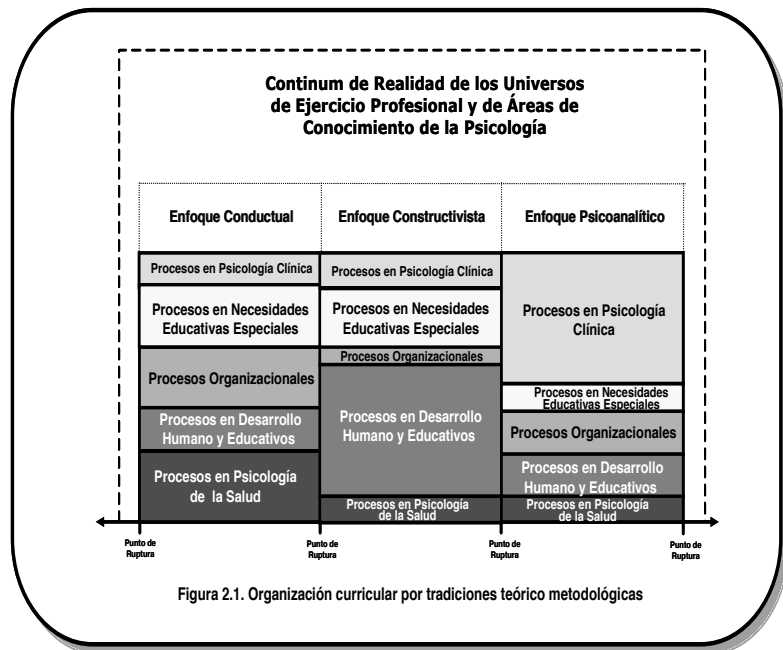 Continum de Realidad de los Universos
de Ejercicio Profesional y de Áreas de
Conocimiento de la Psicología
Enfoque Conductual
Enfoque Constructivista
Enfoque Psicoanalítico
Procesos en Psicología Clínica
Procesos en Necesidades
Educativas Especiales
Procesos Organizacionales
Procesos en Desarrollo
Humano y Educativos
Procesos en Psicología
de la Salud
Procesos en Psicología Clínica
Procesos en Necesidades
Educativas Especiales
Procesos Organizacionales
Procesos en Desarrollo
Humano y Educativos
Procesos en Psicología
de la Salud
Procesos en Psicología
Clínica
Procesos en Necesidades
Educativas Especiales
Procesos Organizacionales
Procesos en Desarrollo
Humano y Educativos
Procesos en Psicología
de la Salud
Punto de
Ruptura
Punto de
Ruptura
Punto de
Ruptura
Punto de
Ruptura
Figura 2.1. Organización curricular por tradiciones teórico metodológicas